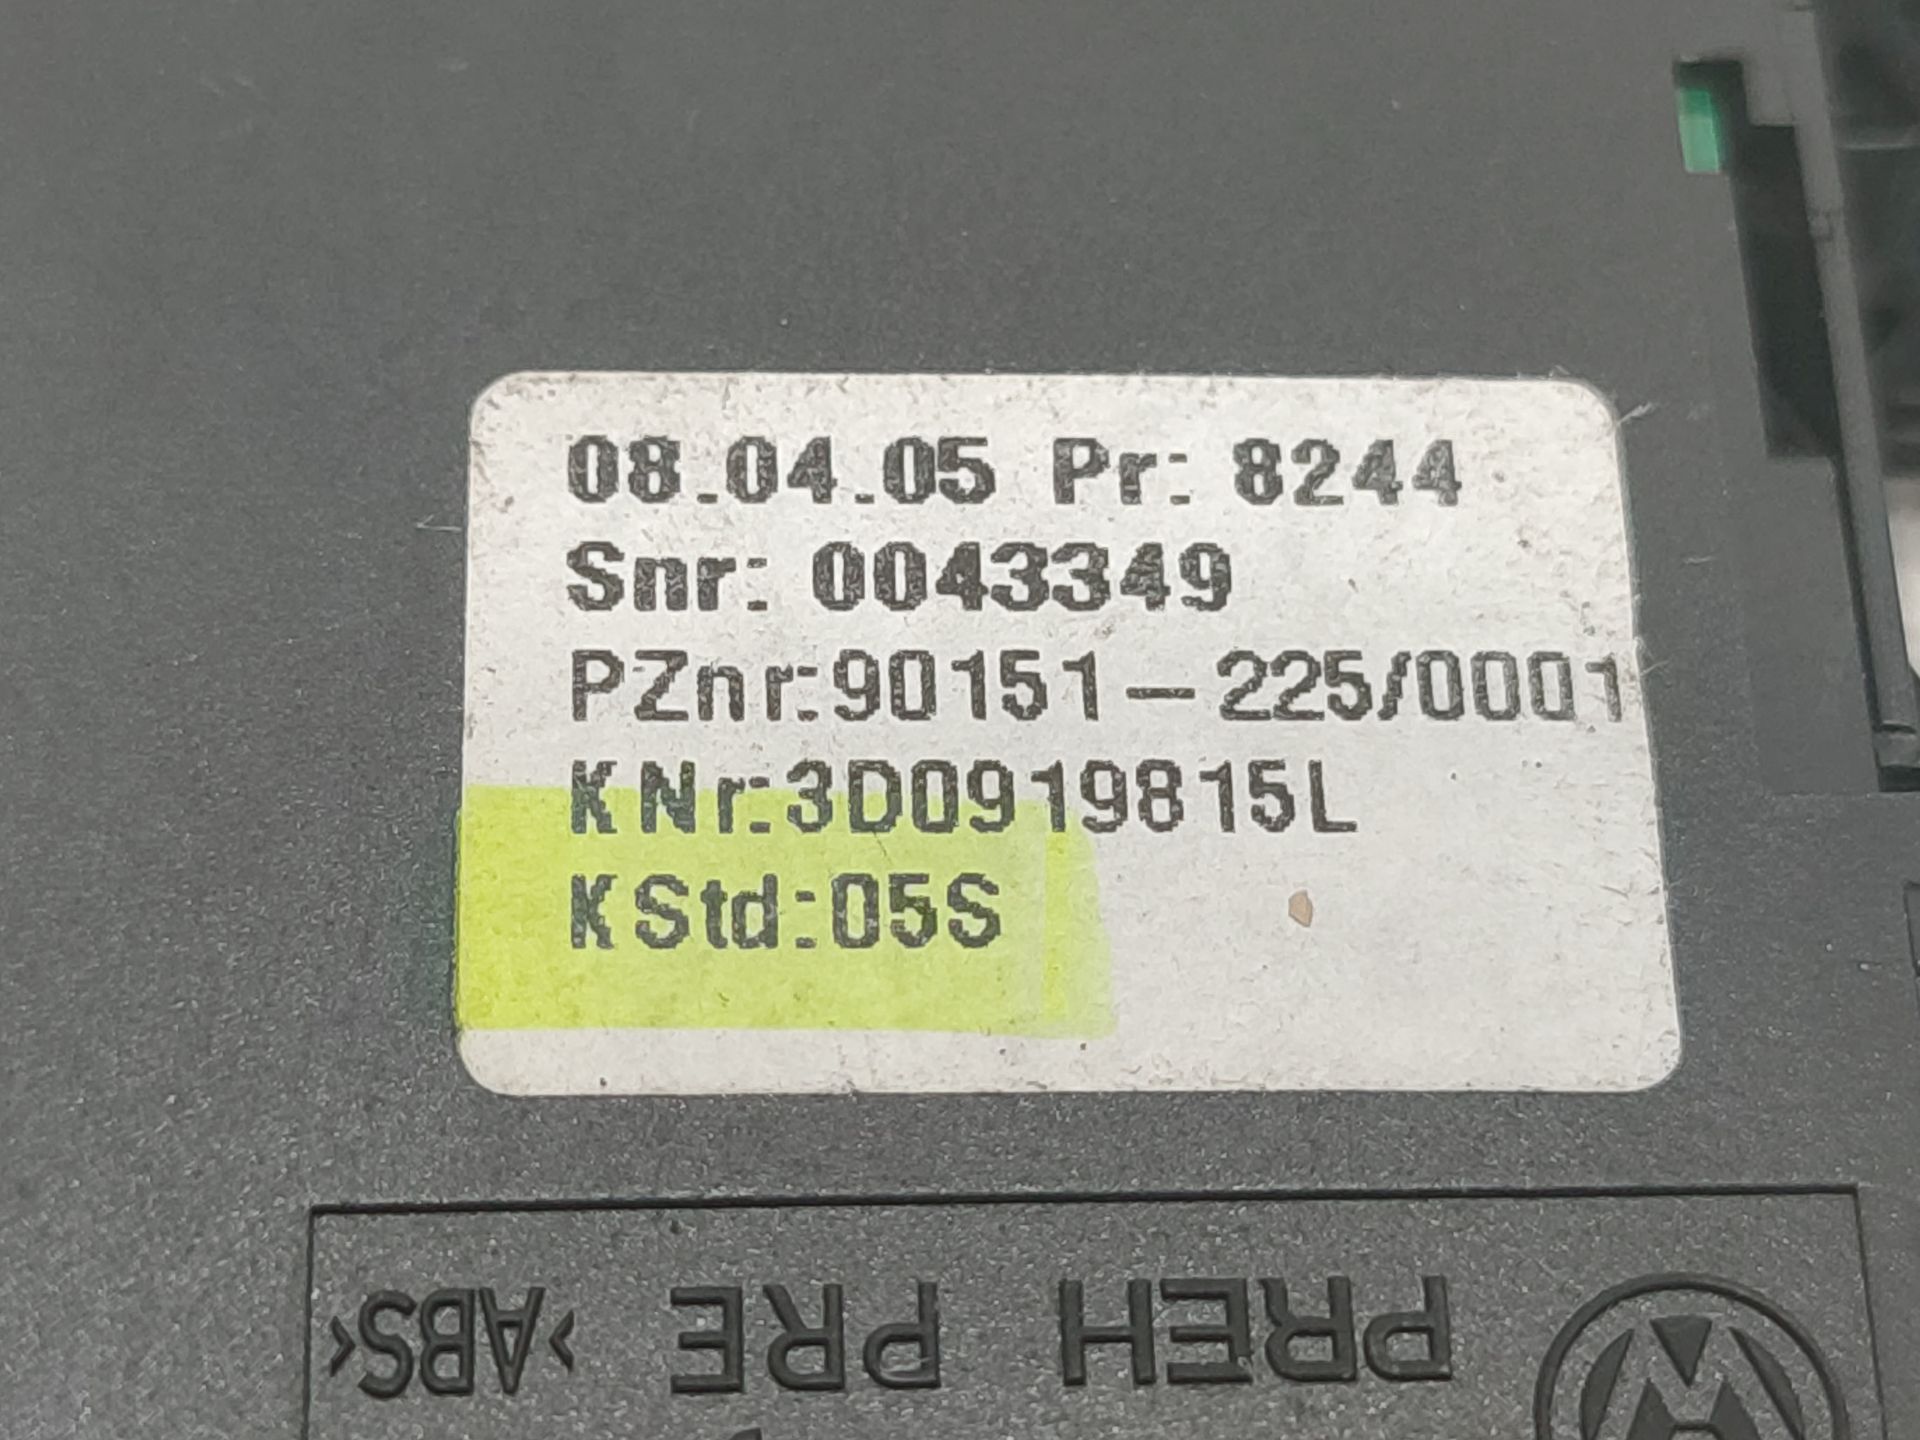 08.04.05 Pr: 8244
Snr: 0043349
PZnr:90151-225/0001
KNr:3D0919815L
KStd:05S
PREH PRE >ABS<